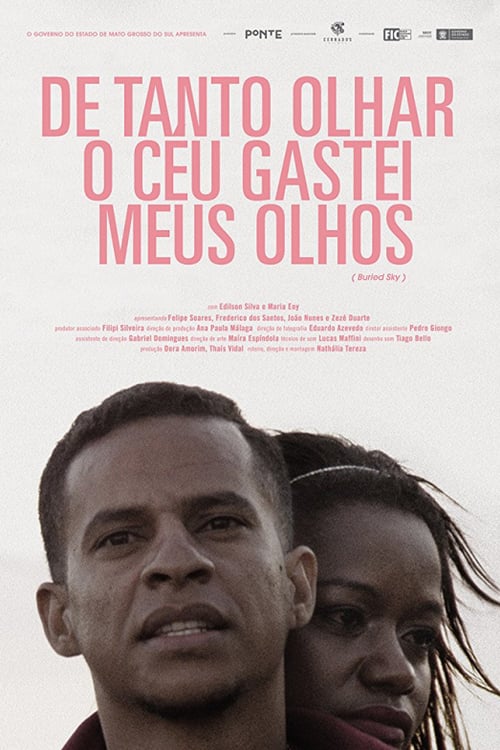 O GOVERNO DO ESTADO DE MATO GROSSO DO SUL APRESENTA
PONTE
CERRADOS
FIC
DE TANTO OLHAR
O CÉU GASTEI
MEUS OLHOS
( Buried Sky )
com Edilson Silva e Maria Eoy
apresentando Felipe Soares, Frederico dos Santos, João Nunes e Zezé Duarte
produtor associado Filipi Silveira direção de produção Ana Paula Málaga direção de fotografia Eduardo Azevedo diretor assistente Pedro Giongo
assistente de direção Gabriel Domingues direção de arte Maíra Espíndola técnico de som Lucas Maffini desenho som Tiago Bello
produção Dora Amorim, Thaís Vidal roteiro, direção e montagem Nathália Tereza